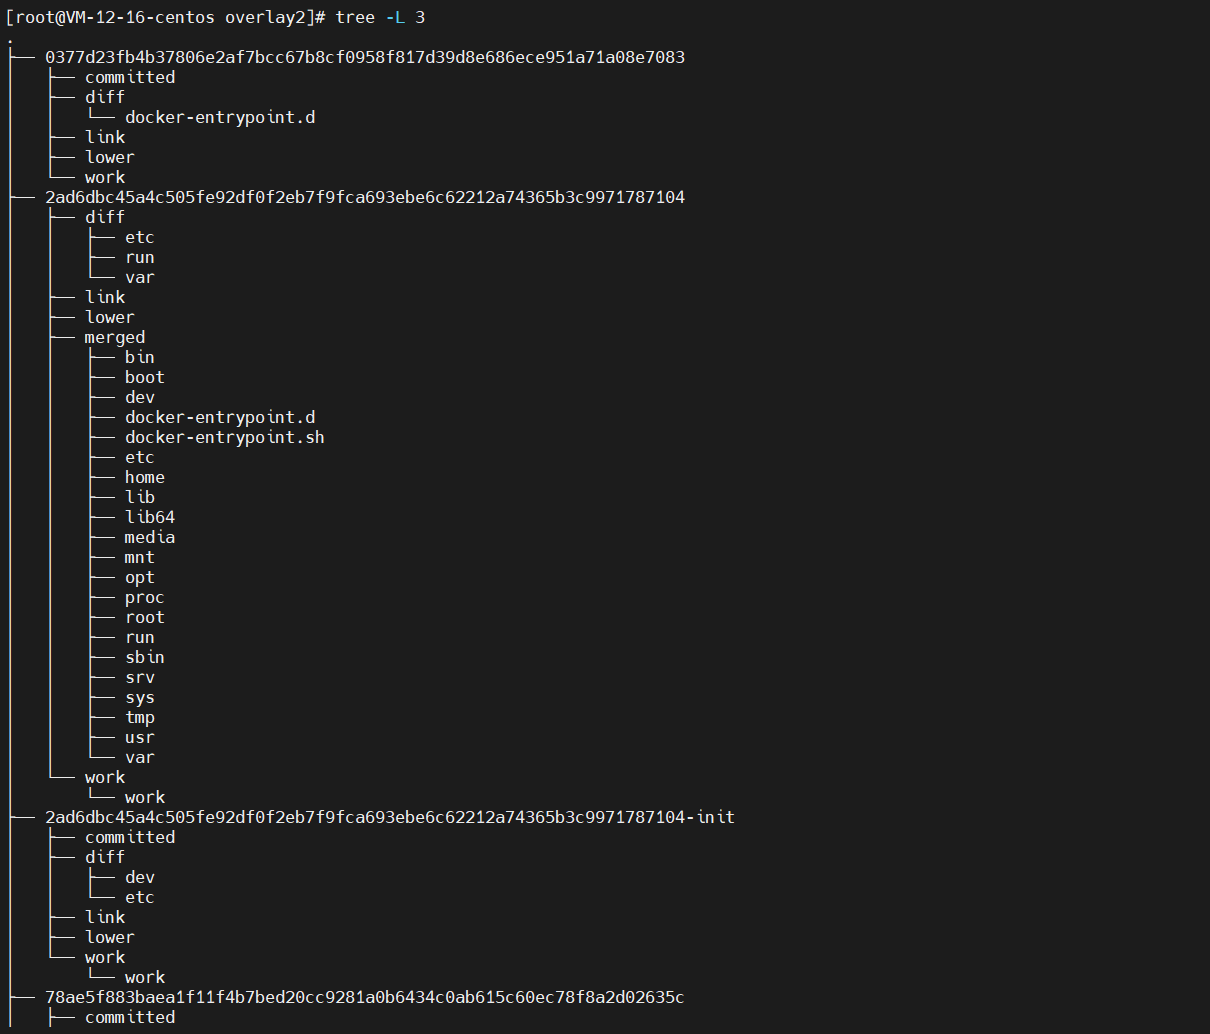 [root@VM-12-16-centos overlay2]# tree -L 3
.
├── 0377d23fb4b37806e2af7bcc67b8cf0958f817d39d8e686ece951a71a08e7083
│   ├── committed
│   ├── diff
│   │   └── docker-entrypoint.d
│   ├── link
│   ├── lower
│   └── work
├── 2ad6dbc45a4c505fe92df0f2eb7f9fca693ebe6c62212a74365b3c9971787104
│   ├── diff
│   │   ├── etc
│   │   ├── run
│   │   └── var
│   ├── link
│   ├── lower
│   ├── merged
│   │   ├── bin
│   │   ├── boot
│   │   ├── dev
│   │   ├── docker-entrypoint.d
│   │   ├── docker-entrypoint.sh
│   │   ├── etc
│   │   ├── home
│   │   ├── lib
│   │   ├── lib64
│   │   ├── media
│   │   ├── mnt
│   │   ├── opt
│   │   ├── proc
│   │   ├── root
│   │   ├── run
│   │   ├── sbin
│   │   ├── srv
│   │   ├── sys
│   │   ├── tmp
│   │   ├── usr
│   │   └── var
│   └── work
│       └── work
├── 2ad6dbc45a4c505fe92df0f2eb7f9fca693ebe6c62212a74365b3c9971787104-init
│   ├── committed
│   ├── diff
│   │   ├── dev
│   │   └── etc
│   ├── link
│   ├── lower
│   └── work
│       └── work
├── 78ae5f883baea1f11f4b7bed20cc9281a0b6434c0ab615c60ec78f8a2d02635c
│   ├── committed